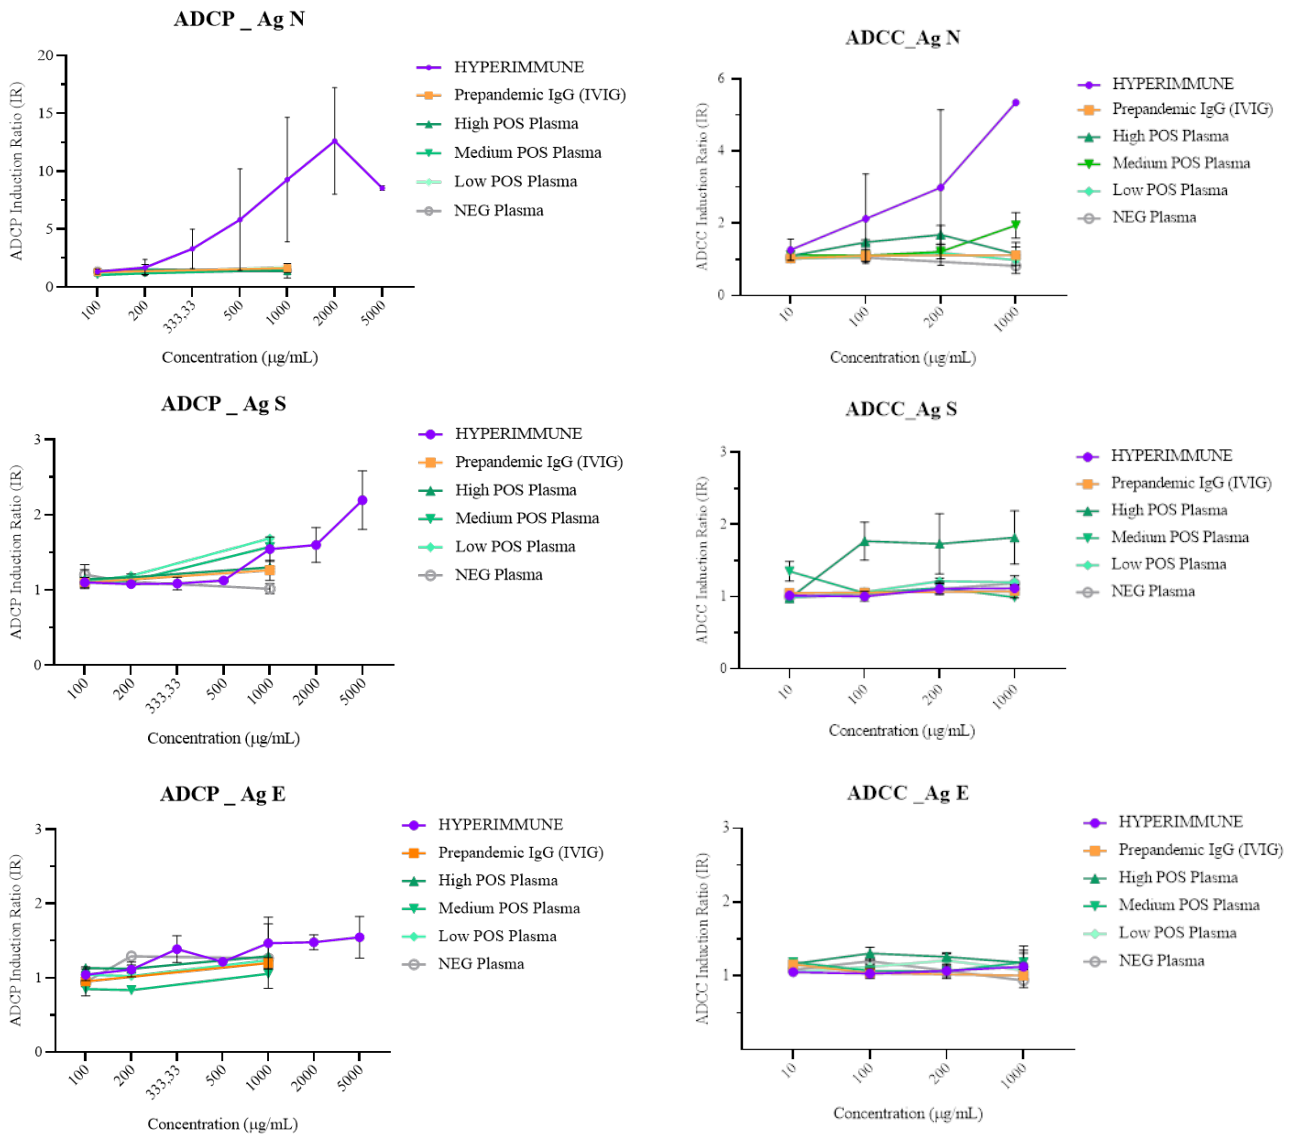 ADCP _ Ag N
ADCP Induction Ratio (IR)
20
15
10
5
0
100
200
333,33
500
1000
2000
5000
Concentration (μg/mL)
HYPERIMMUNE
Prepandemic IgG (IVIG)
High POS Plasma
Medium POS Plasma
Low POS Plasma
NEG Plasma
ADCC_Ag N
ADCC Induction Ratio (IR)
6
4
2
0
10
100
200
1000
Concentration (μg/mL)
HYPERIMMUNE
Prepandemic IgG (IVIG)
High POS Plasma
Medium POS Plasma
Low POS Plasma
NEG Plasma
ADCP _ Ag S
ADCP Induction Ratio (IR)
3
2
1
0
100
200
333,33
500
1000
2000
5000
Concentration (μg/mL)
HYPERIMMUNE
Prepandemic IgG (IVIG)
High POS Plasma
Medium POS Plasma
Low POS Plasma
NEG Plasma
ADCC_Ag S
ADCC Induction Ratio (IR)
3
2
1
0
10
100
200
1000
Concentration (μg/mL)
HYPERIMMUNE
Prepandemic IgG (IVIG)
High POS Plasma
Medium POS Plasma
Low POS Plasma
NEG Plasma
ADCP _ Ag E
ADCP Induction Ratio (IR)
3
2
1
0
100
200
333,33
500
1000
2000
5000
Concentration (μg/mL)
HYPERIMMUNE
Prepandemic IgG (IVIG)
High POS Plasma
Medium POS Plasma
Low POS Plasma
NEG Plasma
ADCC _Ag E
ADCC Induction Ratio (IR)
3
2
1
10
100
200
1000
Concentration (μg/mL)
HYPERIMMUNE
Prepandemic IgG (IVIG)
High POS Plasma
Medium POS Plasma
Low POS Plasma
NEG Plasma